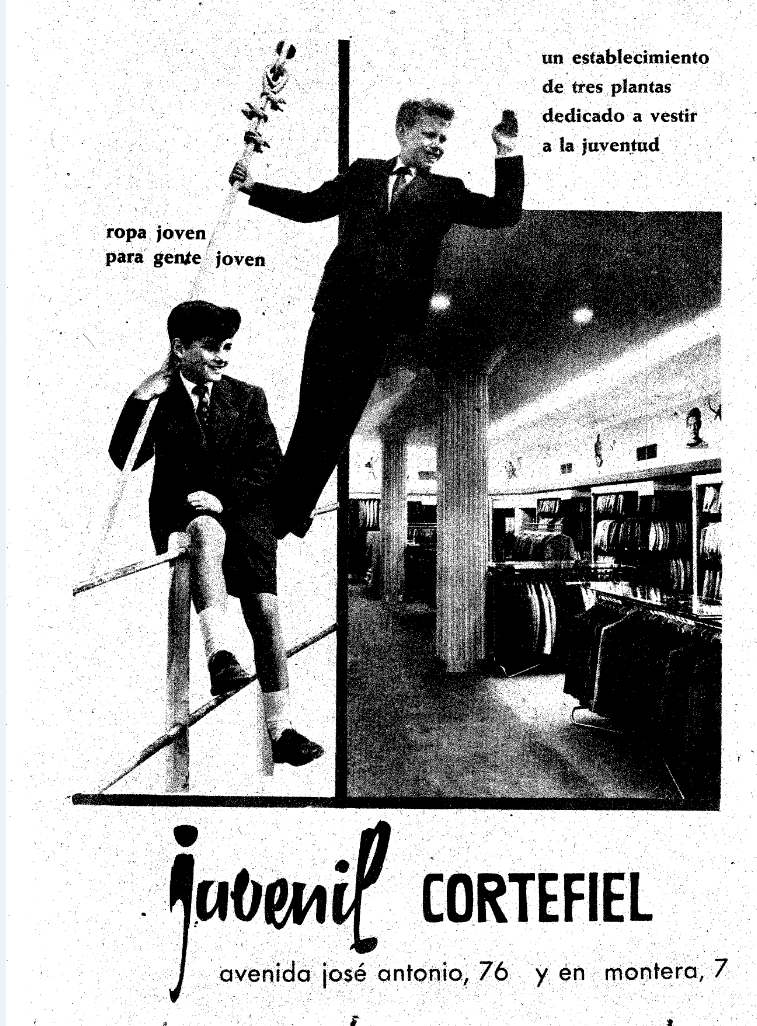 un establecimiento
de tres plantas
dedicado a vestir
a la juventud
ropa joven
para gente joven
juvenil CORTEFIEL
avenida josé antonio, 76 y en montera, 7